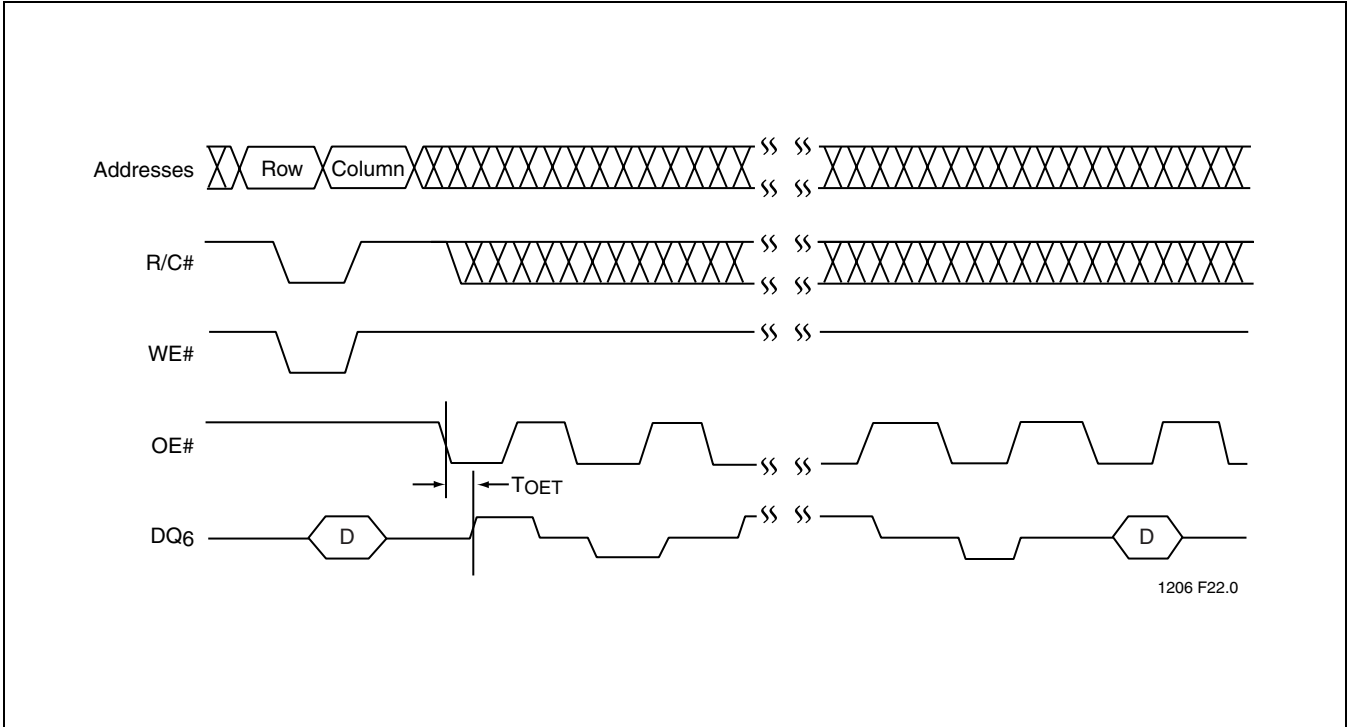 Addresses Row Column
R/C#
WE#
OE#
TOET
DQ6 D D
1206 F22.0